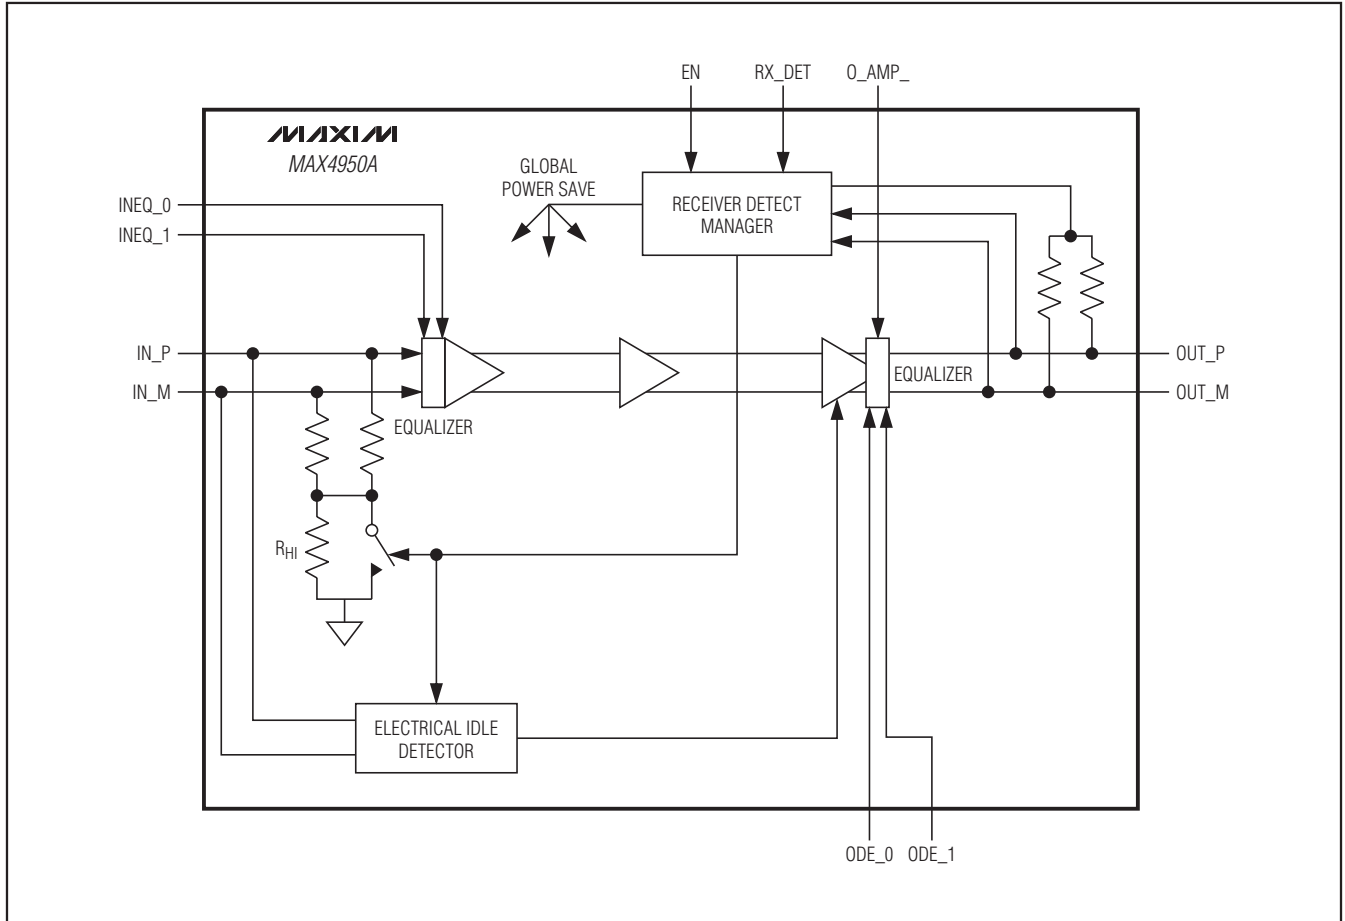 EN
RX_DET
O_AMP_
MAXIM
MAX4950A
GLOBAL
POWER SAVE
RECEIVER DETECT
MANAGER
INEQ_0
INEQ_1
IN_P
IN_M
EQUALIZER
EQUALIZER
OUT_P
OUT_M
RHI
ELECTRICAL IDLE
DETECTOR
ODE_0
ODE_1